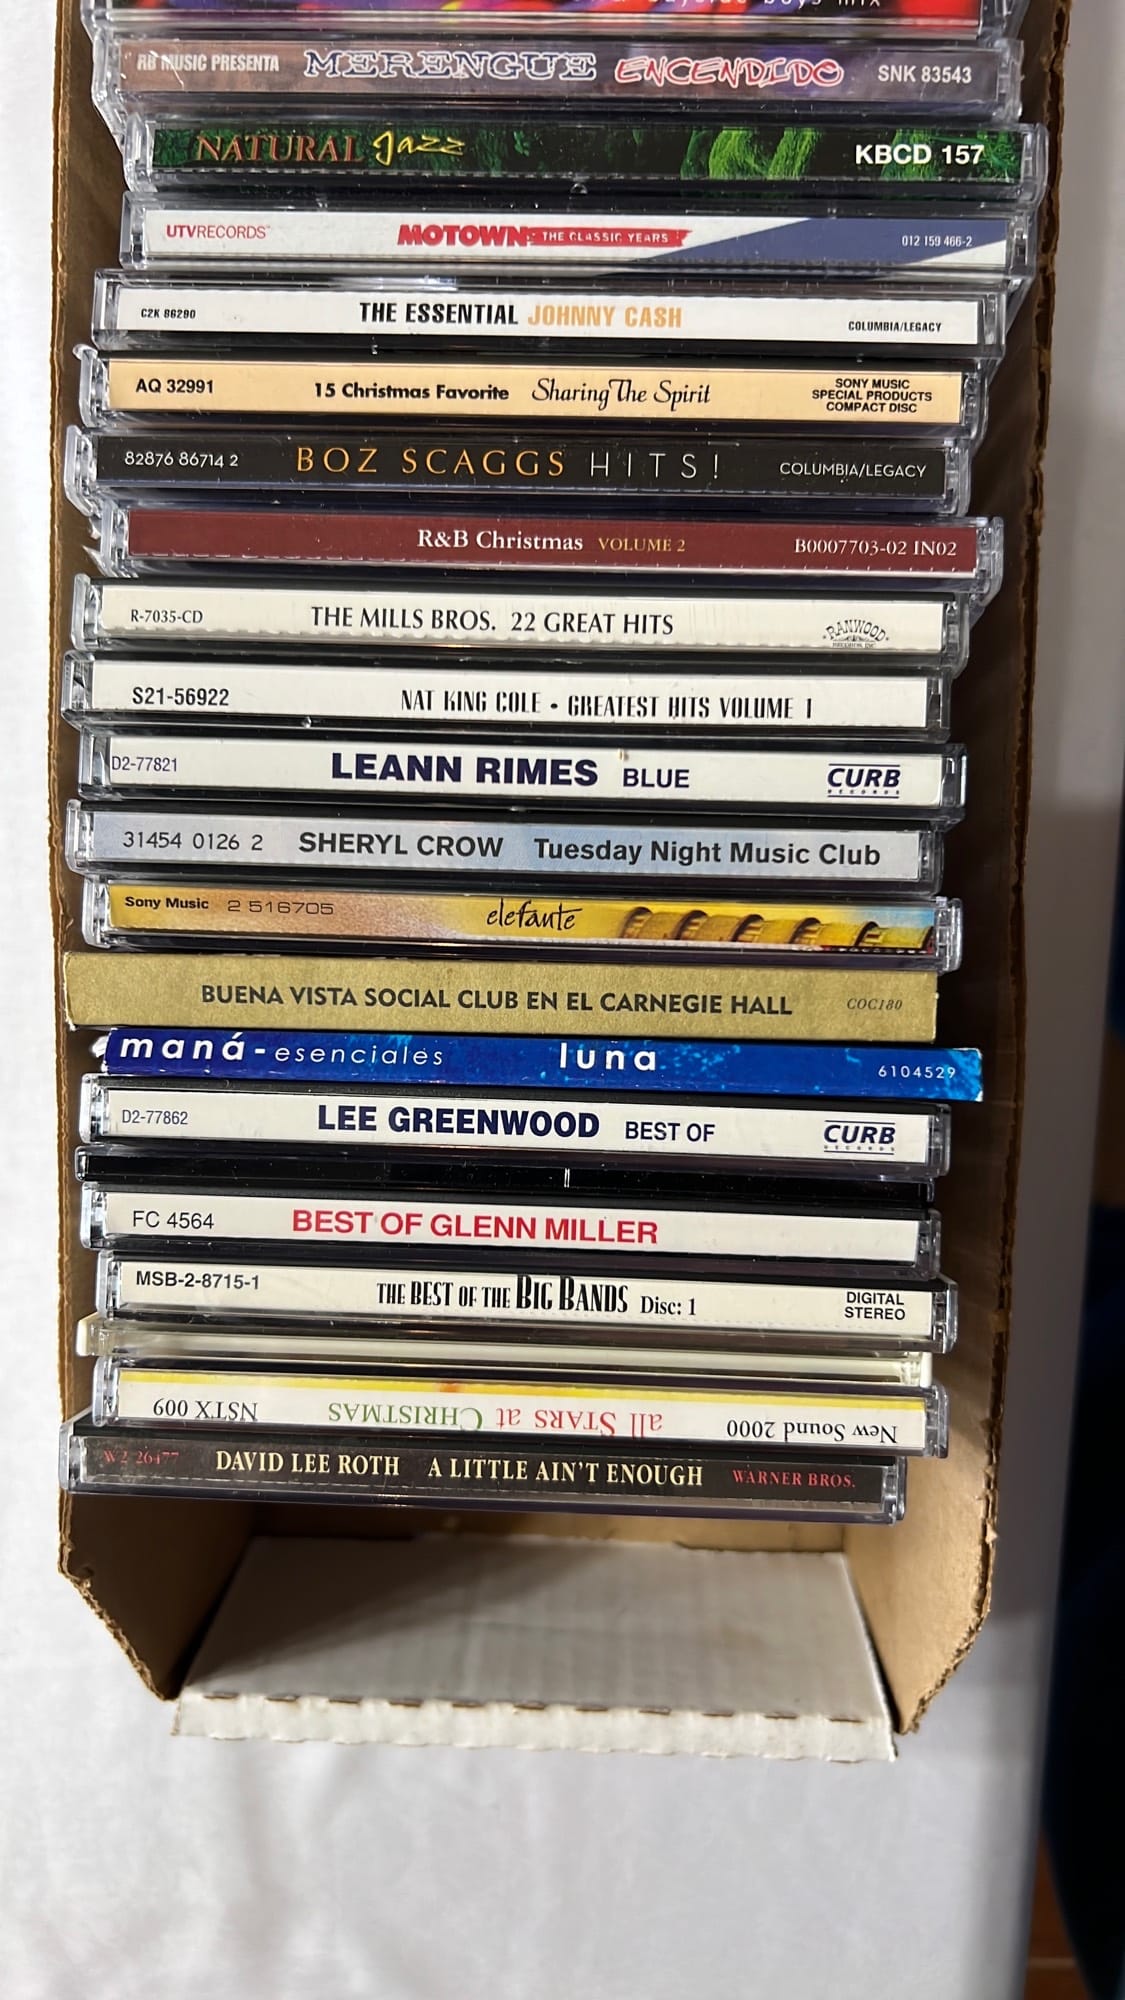 boys mix
RB MUSIC PRESENTA MERENGUE ENCENDIDO SNK 83543
NATURAL Jazz KBCD 157
UTVRECORDS MOTOWN: THE CLASSIC YEARS 012 159 466-2
C2K 86290 THE ESSENTIAL JOHNNY CASH COLUMBIA/LEGACY
AQ 32991 15 Christmas Favorite Sharing The Spirit SONY MUSIC
SPECIAL PRODUCTS
COMPACT DISC
82876 86714 2 BOZ SCAGGS HITS! COLUMBIA/LEGACY
R&B Christmas VOLUME 2 B0007703-02 IN02
R-7035-CD THE MILLS BROS. 22 GREAT HITS RANWOOD
S21-56922 NAT KING COLE • GREATEST HITS VOLUME 1
D2-77821 LEANN RIMES BLUE CURB
RECORDS
31454 0126 2 SHERYL CROW Tuesday Night Music Club
Sony Music 2 516705 elefante
BUENA VISTA SOCIAL CLUB EN EL CARNEGIE HALL COC180
maná-esenciales luna 6104529
D2-77862 LEE GREENWOOD BEST OF CURB
RECORDS
FC 4564 BEST OF GLENN MILLER
MSB-2-8715-1 THE BEST OF THE BIG BANDS Disc: 1 DIGITAL
STEREO
New Sound 2000 all STARS at CHRISTMAS NSTX 009
W2 26477 DAVID LEE ROTH A LITTLE AIN'T ENOUGH WARNER BROS.